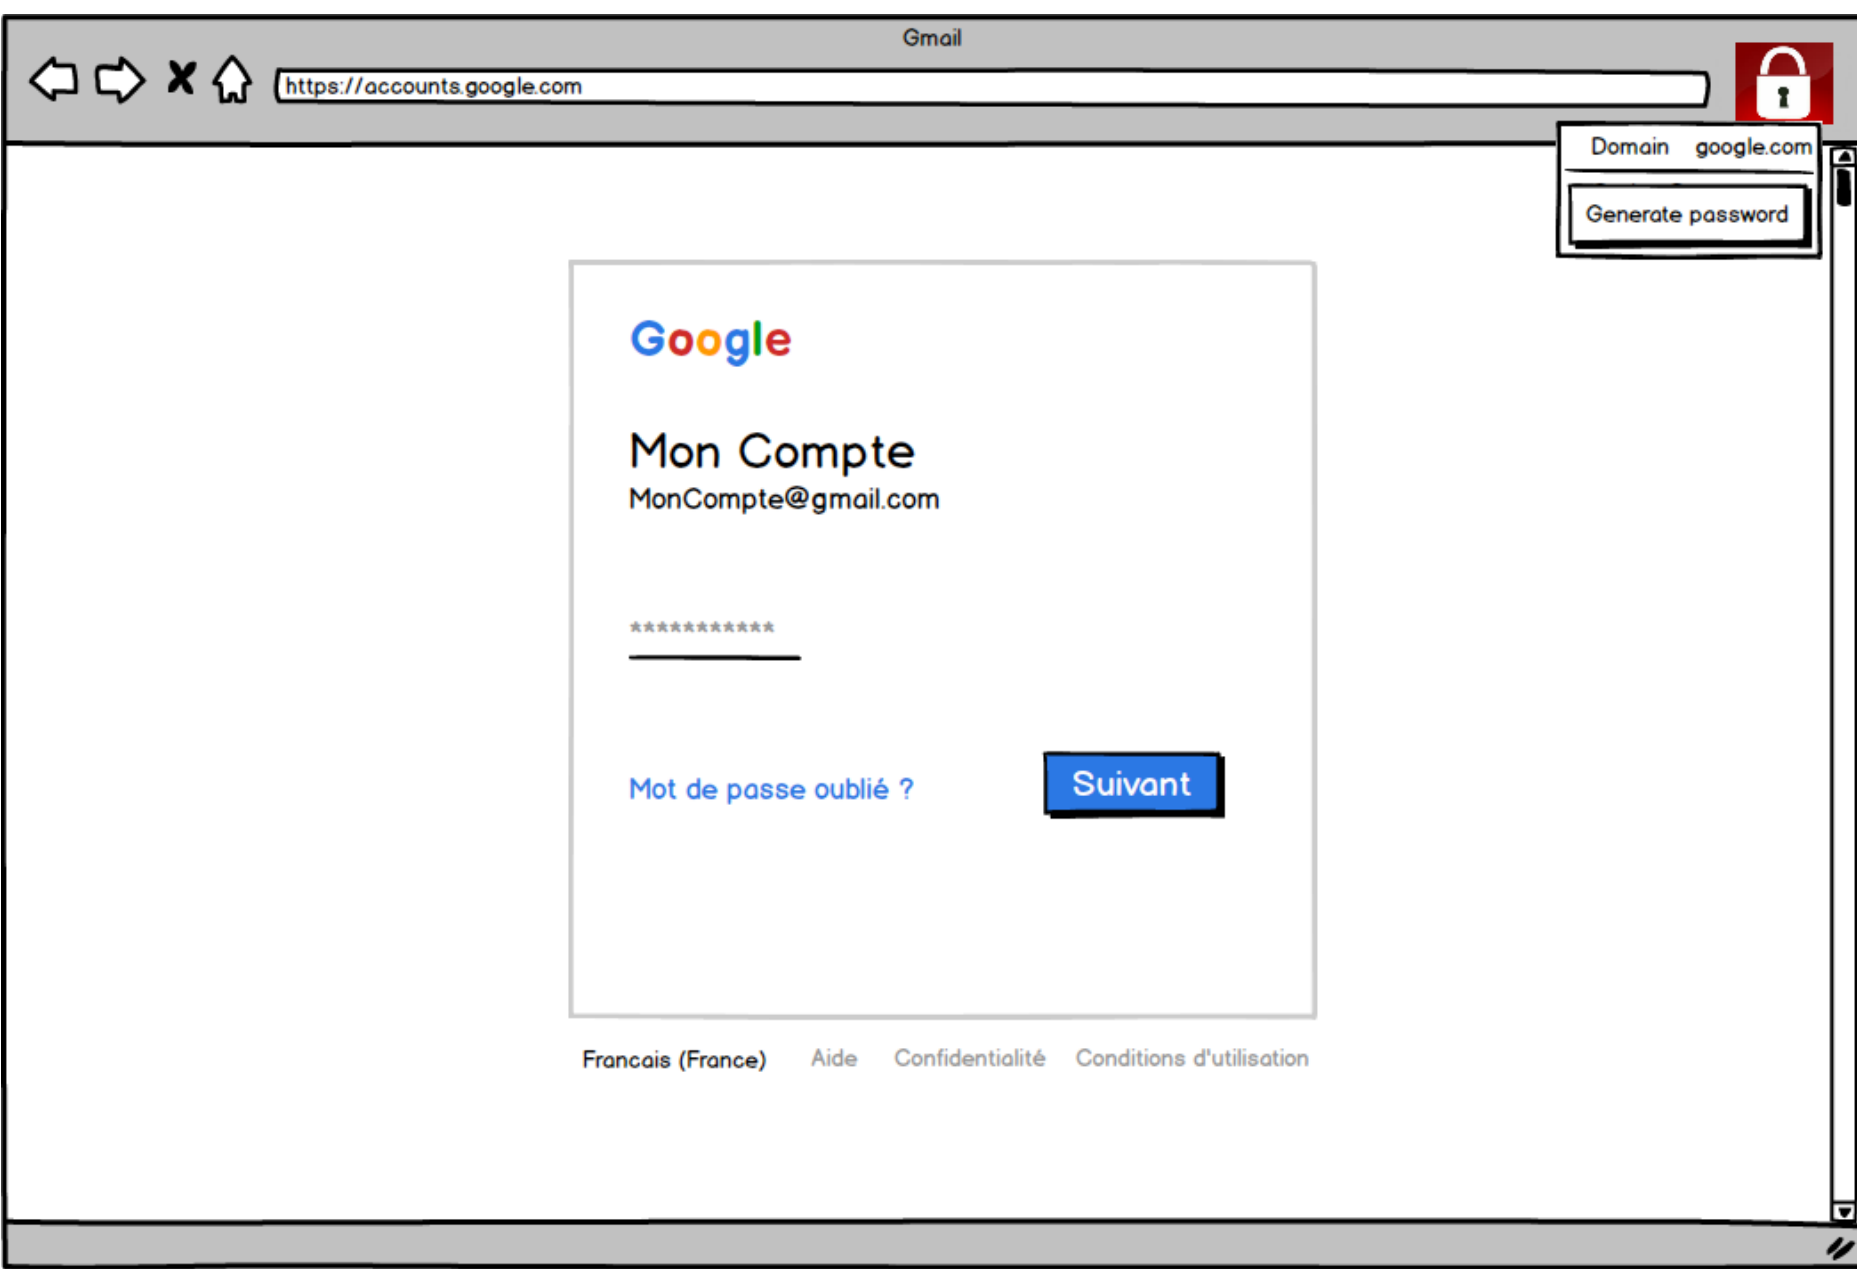 Gmail
https://accounts.google.com
Domain google.com
Generate password
Google
Mon Compte
MonCompte@gmail.com
***********
Mot de passe oublié ?
Suivant
Francais (France) Aide Confidentialité Conditions d'utilisation